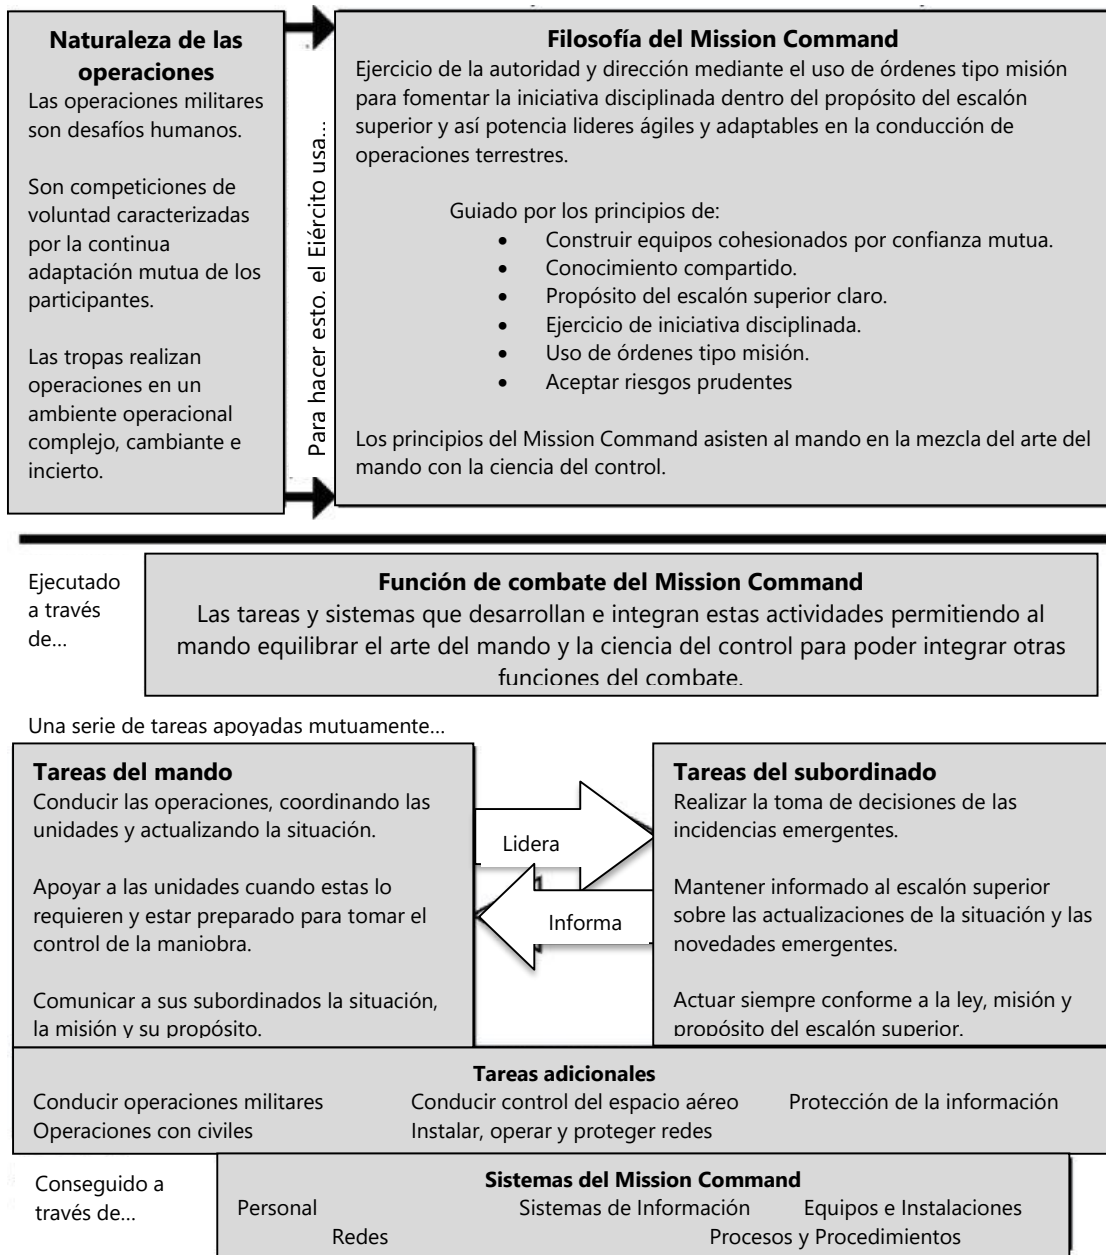 Naturaleza de las
operaciones
Las operaciones militares
son desafíos humanos.
Son competiciones de
voluntad caracterizadas
por la continua
adaptación mutua de los
participantes.
Las tropas realizan
operaciones en un
ambiente operacional
complejo, cambiante e
incierto.
Para hacer esto. el Ejército usa...
Filosofía del Mission Command
Ejercicio de la autoridad y dirección mediante el uso de órdenes tipo misión
para fomentar la iniciativa disciplinada dentro del propósito del escalón
superior y así potencia lideres ágiles y adaptables en la conducción de
operaciones terrestres.
Guiado por los principios de:
• Construir equipos cohesionados por confianza mutua.
• Conocimiento compartido.
• Propósito del escalón superior claro.
• Ejercicio de iniciativa disciplinada.
• Uso de órdenes tipo misión.
• Aceptar riesgos prudentes
Los principios del Mission Command asisten al mando en la mezcla del arte del
mando con la ciencia del control.
Ejecutado
a través
de...
Función de combate del Mission Command
Las tareas y sistemas que desarrollan e integran estas actividades permitiendo al
mando equilibrar el arte del mando y la ciencia del control para poder integrar otras
funciones del combate.
Una serie de tareas apoyadas mutuamente...
Tareas del mando
Conducir las operaciones, coordinando las
unidades y actualizando la situación.
Apoyar a las unidades cuando estas lo
requieren y estar preparado para tomar el
control de la maniobra.
Comunicar a sus subordinados la situación,
la misión y su propósito.
Lidera
Informa
Tareas del subordinado
Realizar la toma de decisiones de las
incidencias emergentes.
Mantener informado al escalón superior
sobre las actualizaciones de la situación y las
novedades emergentes.
Actuar siempre conforme a la ley, misión y
propósito del escalón superior.
Tareas adicionales
Conducir operaciones militares Conducir control del espacio aéreo Protección de la información
Operaciones con civiles Instalar, operar y proteger redes
Conseguido a
través de...
Sistemas del Mission Command
Personal Sistemas de Información Equipos e Instalaciones
Redes Procesos y Procedimientos